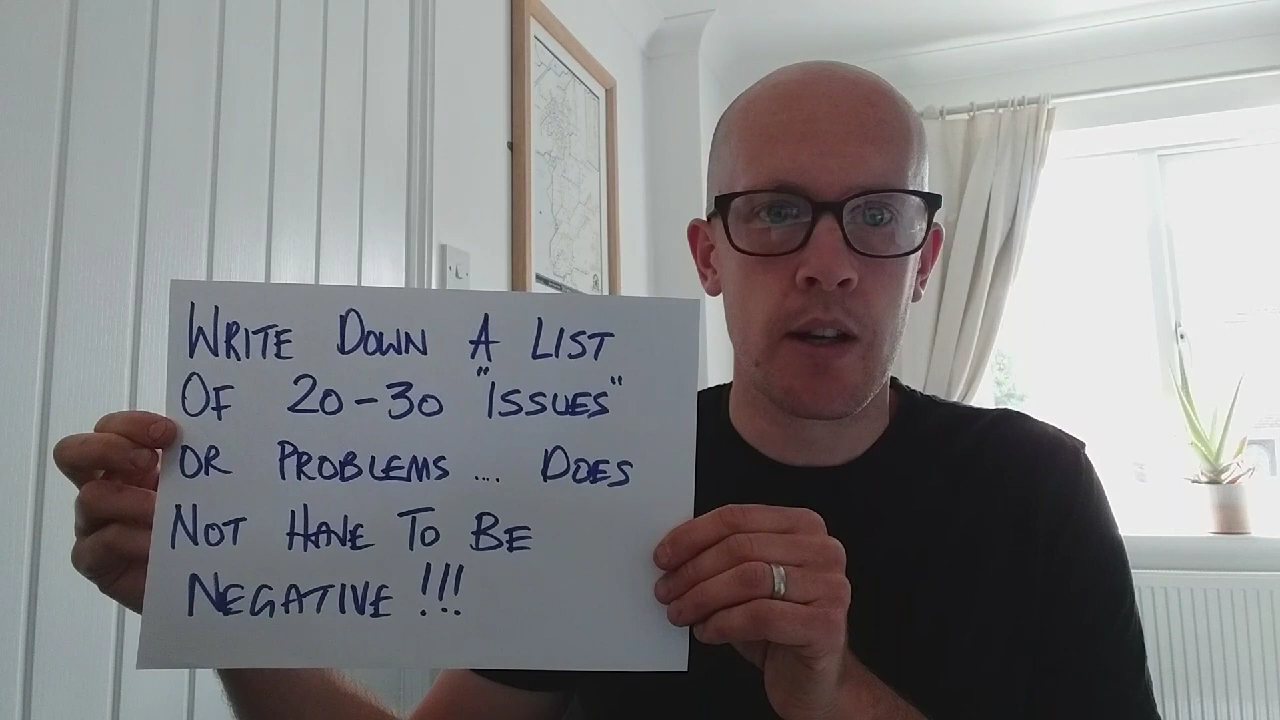 WRITE DOWN A LIST
OF 20-30 "ISSUES"
OR PROBLEMS .... DOES
NOT HAVE TO BE
NEGATIVE !!!